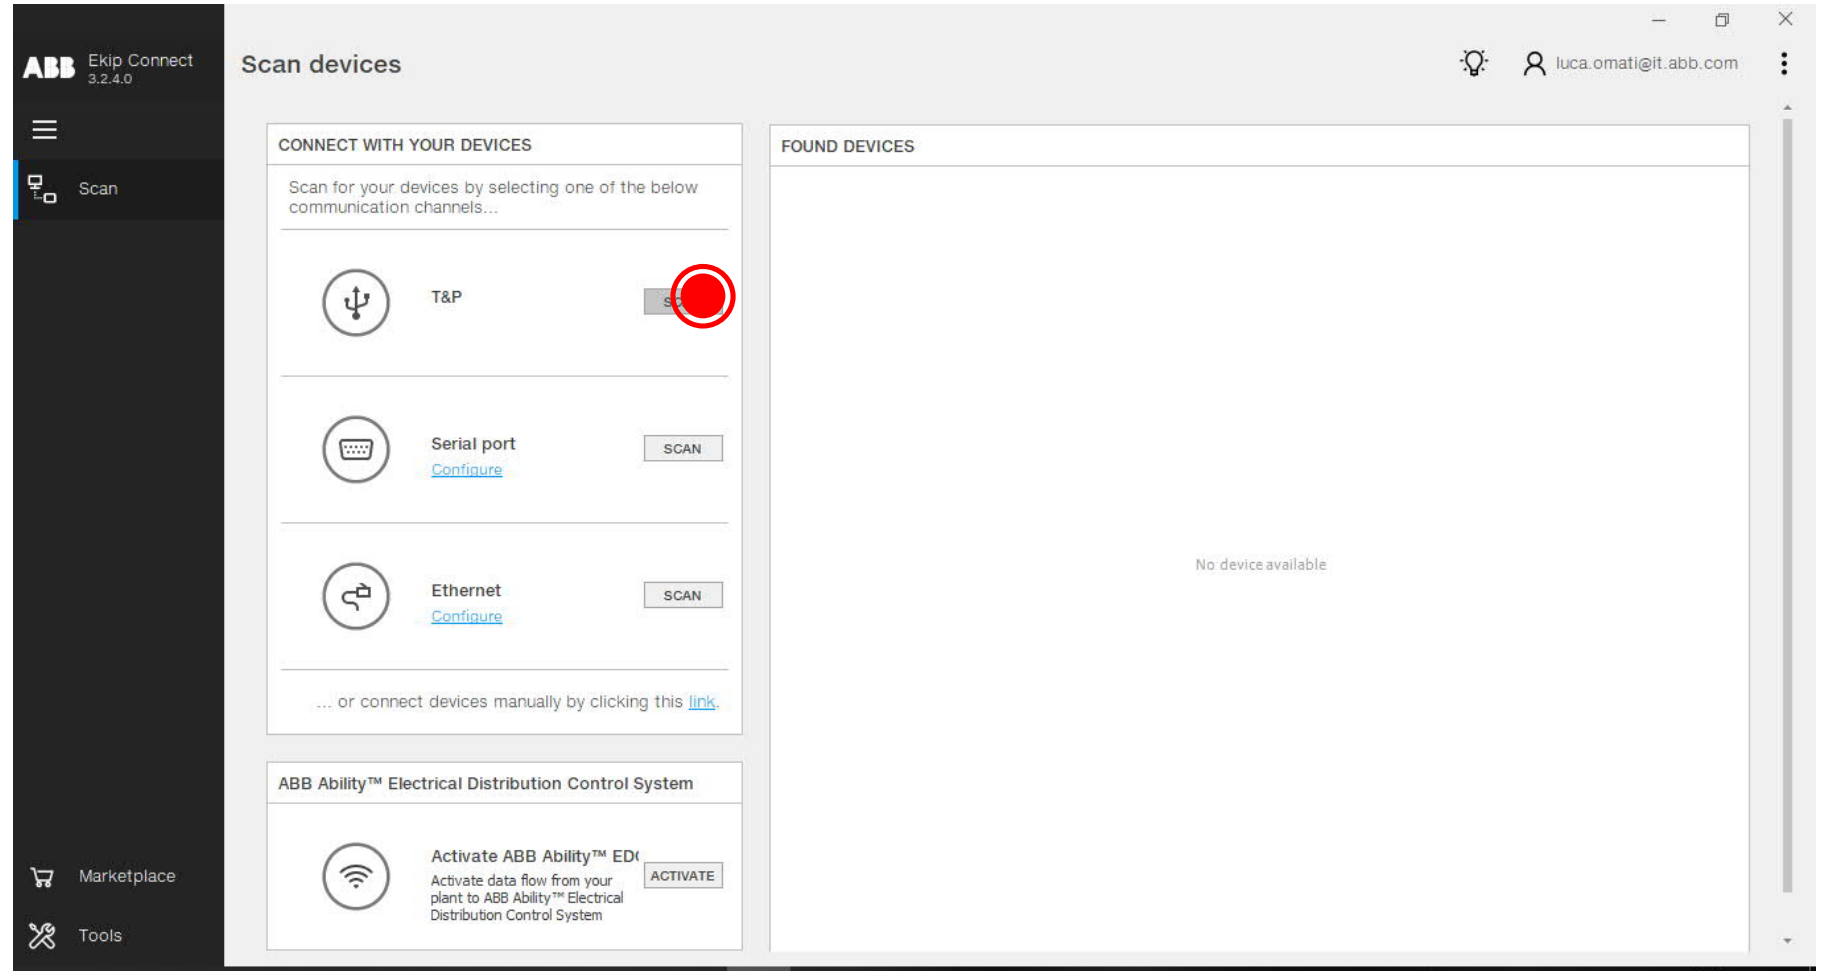 ABB
Ekip Connect
3.2.4.0
Scan devices
luca.omati@it.abb.com
Scan
CONNECT WITH YOUR DEVICES
Scan for your devices by selecting one of the below
communication channels...
T&P
Serial port
Configure
SCAN
Ethernet
Configure
SCAN
... or connect devices manually by clicking this link.
FOUND DEVICES
No device available
ABB Ability™ Electrical Distribution Control System
Activate ABB Ability™
Activate data flow from your
plant to ABB Ability™ Electrical
Distribution Control System
ACTIVATE
Marketplace
Tools